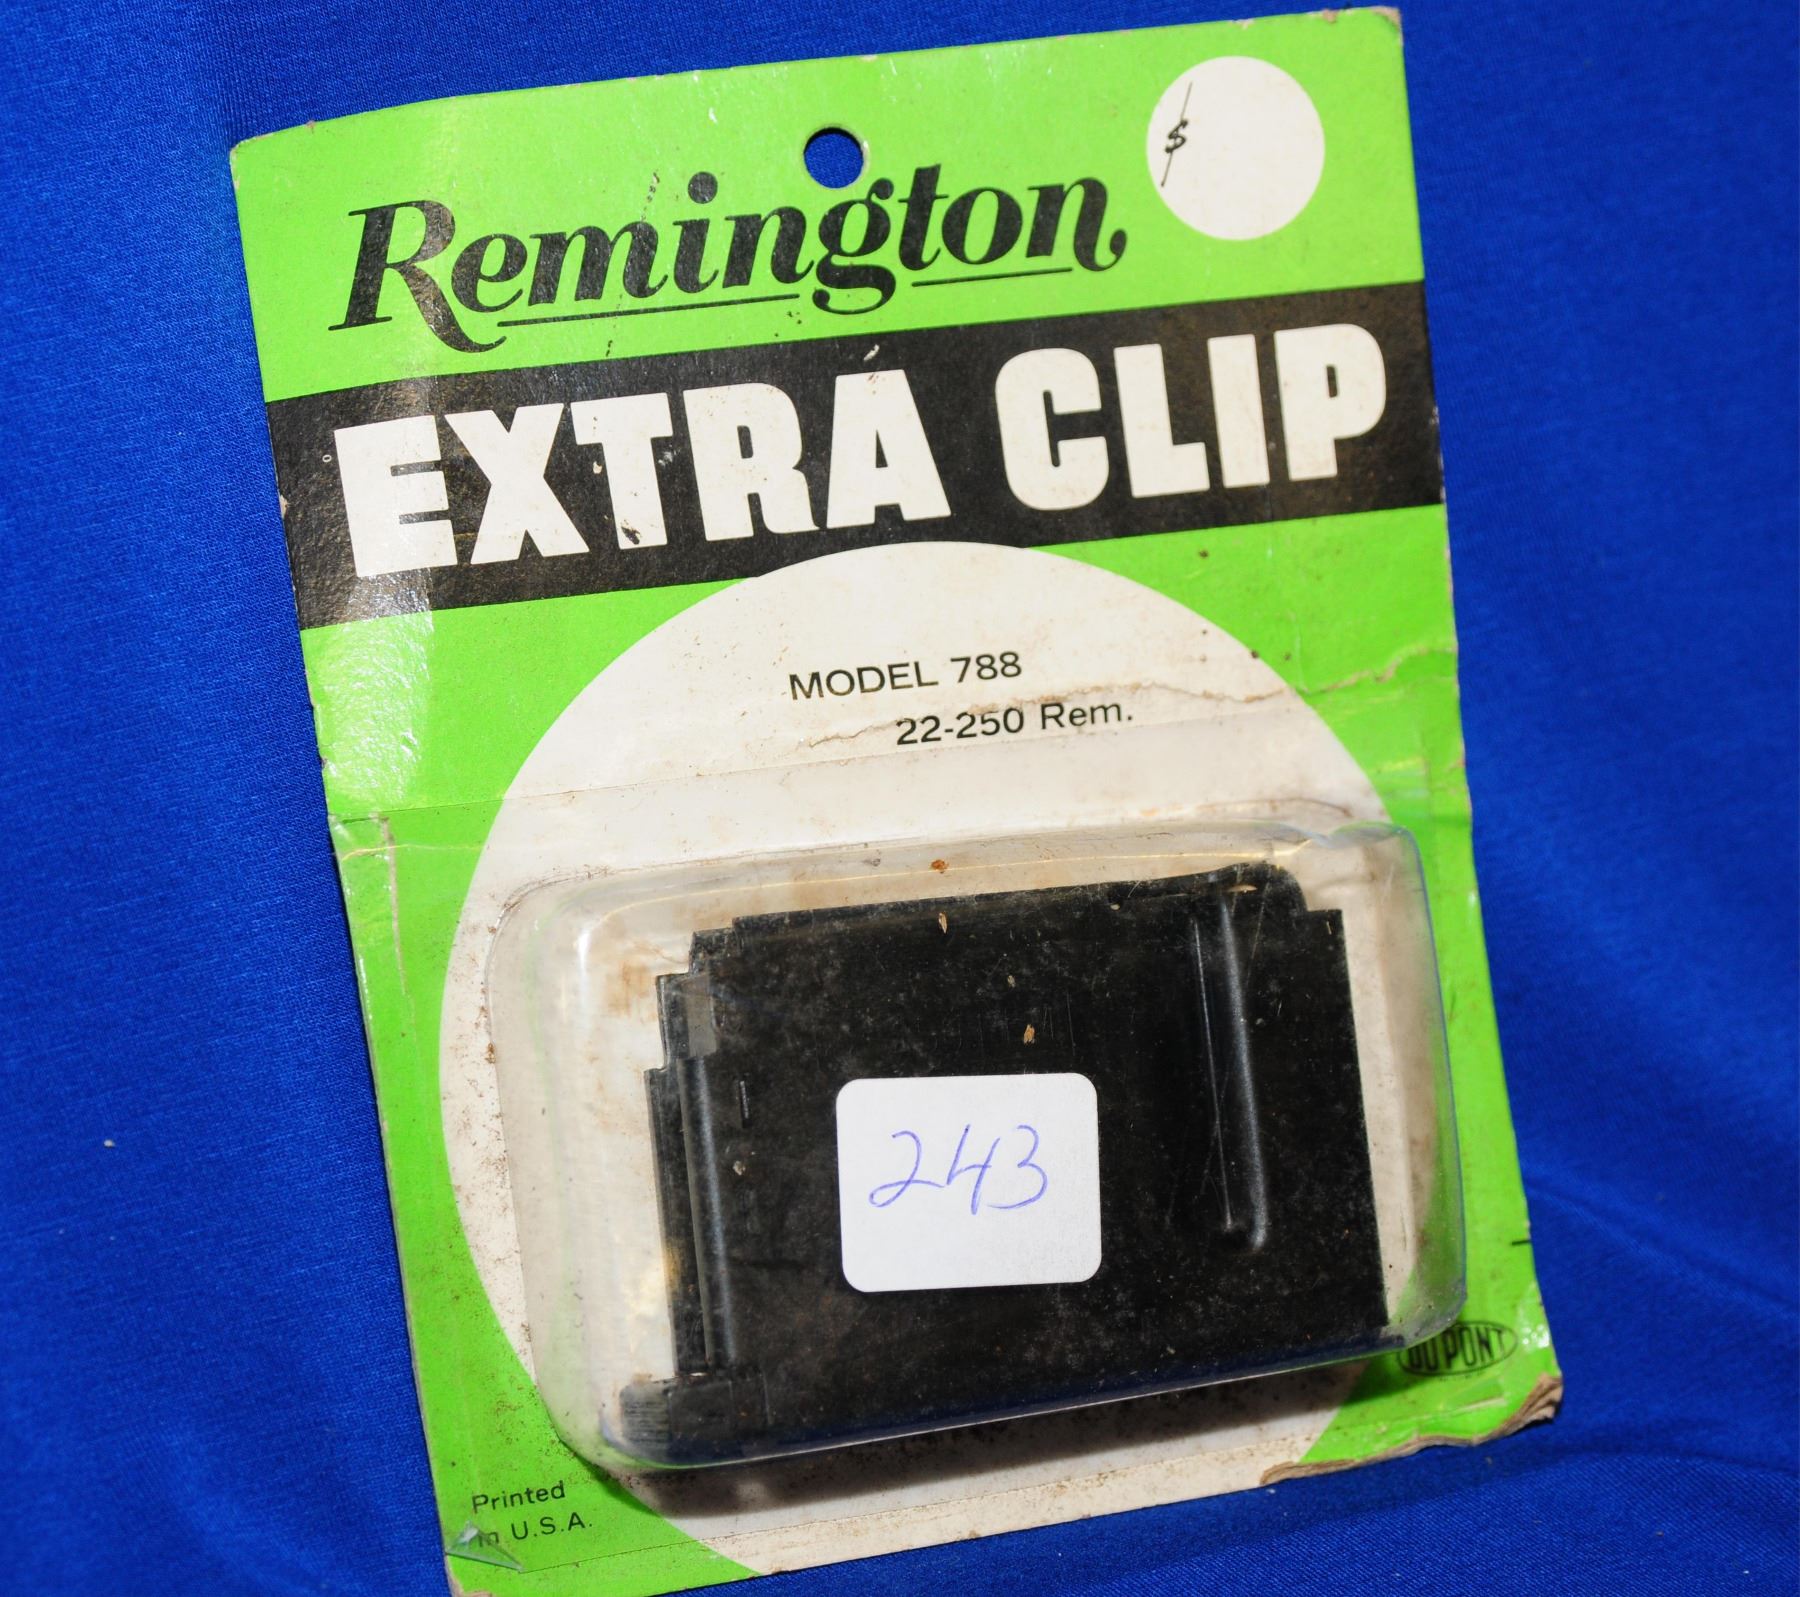 $
Remington
EXTRA CLIP
MODEL 788
22-250 Rem.
243
DU PONT
Printed
in U.S.A.